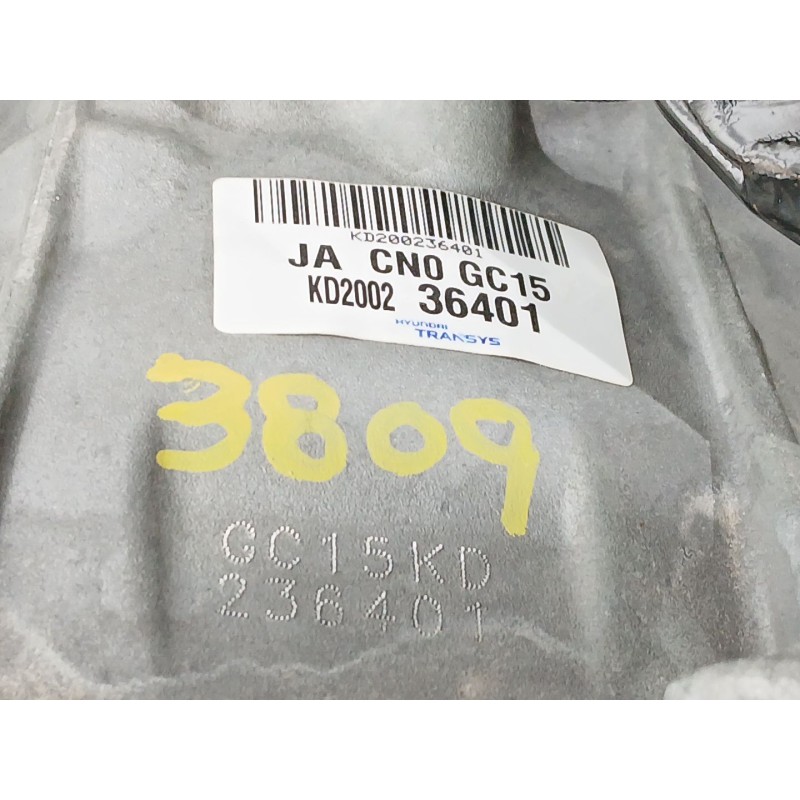 KD200236401
JA CN0 GC15
KD2002 36401
HYUNDAI
TRANSYS
3809
GC15KD
236401